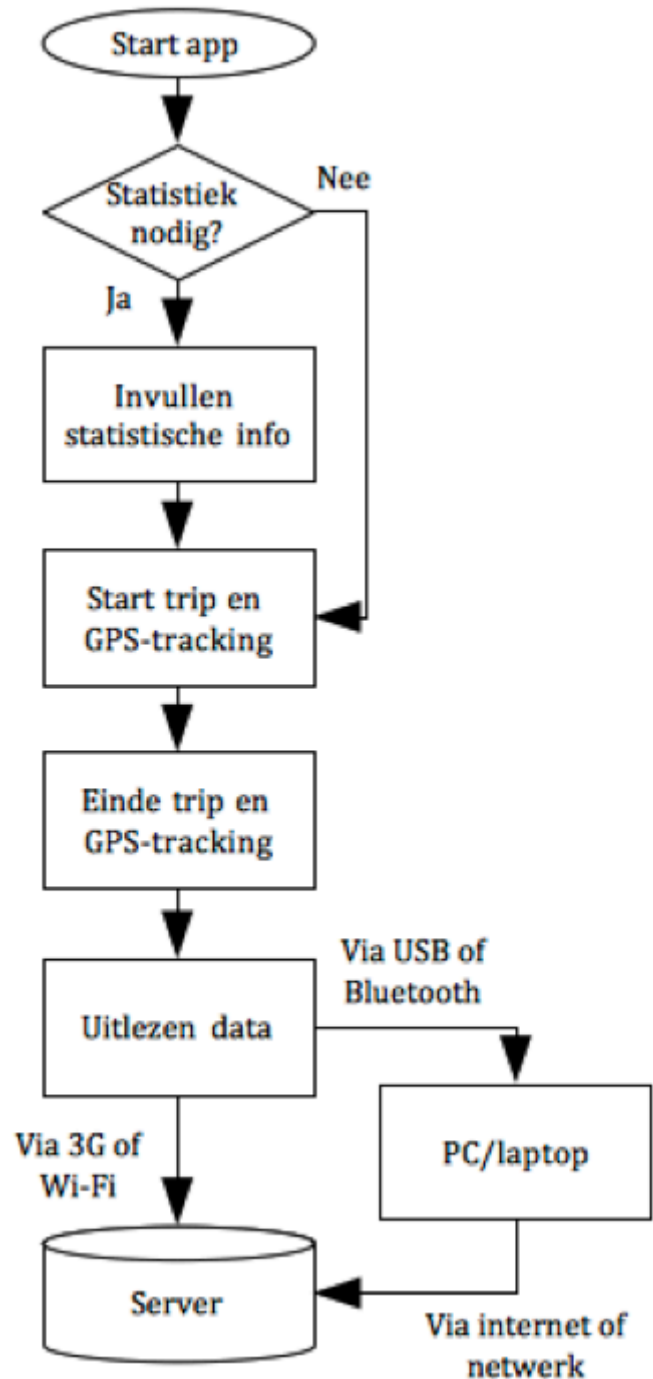 Start app
Statistiek
nodig?
Nee
Ja
Invullen
statistische info
Start trip en
GPS-tracking
Einde trip en
GPS-tracking
Uitlezen data
Via USB of
Bluetooth
Via 3G of
Wi-Fi
PC/laptop
Server
Via internet of
netwerk